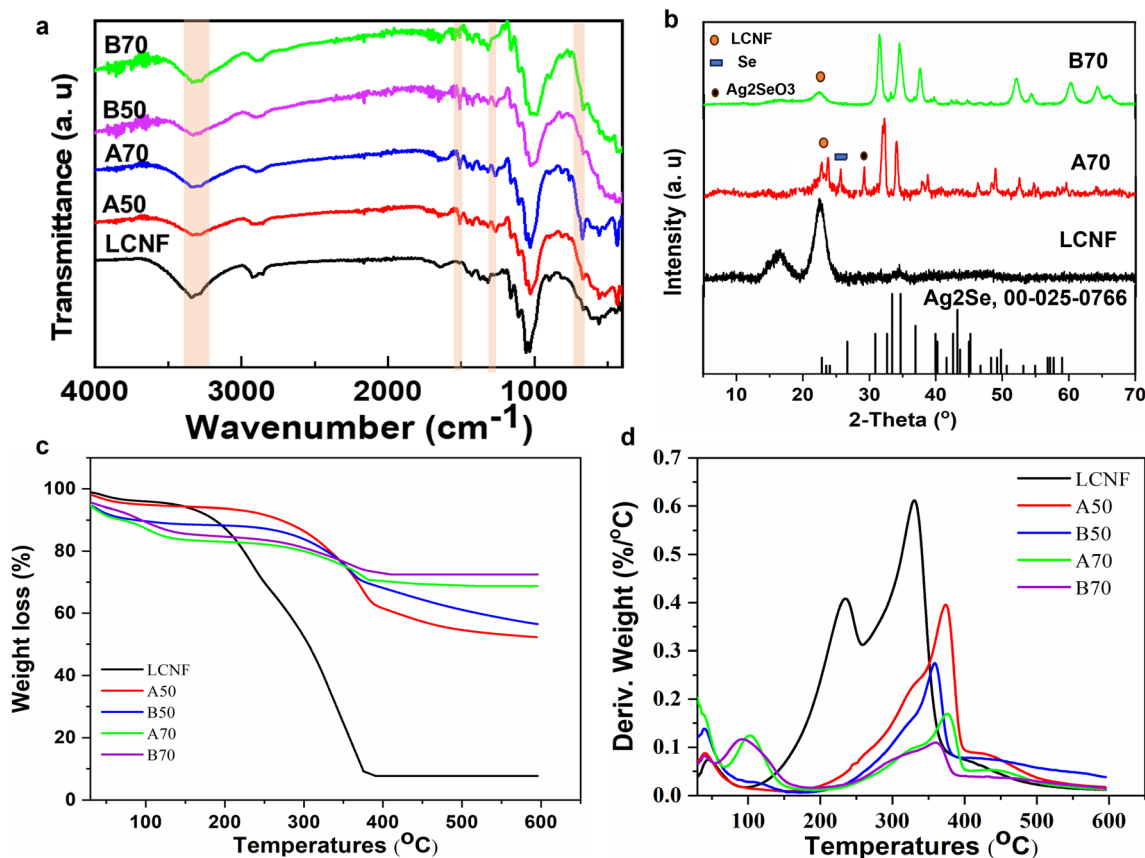 a
B70
B50
A70
A50
LCNF
Transmittance (a. u)
4000 3000 2000 1000
Wavenumber (cm-1)
b
LCNF
Se
Ag2SeO3
B70
A70
LCNF
Ag2Se, 00-025-0766
Intensity (a. u)
10 20 30 40 50 60 70
2-Theta (o)
c
100
80
60
40
20
0
Weight loss (%)
LCNF
A50
B50
A70
B70
100 200 300 400 500 600
Temperatures (OC)
d
0.7
0.6
0.5
0.4
0.3
0.2
0.1
0.0
Deriv. Weight (%/OC)
LCNF
A50
B50
A70
B70
100 200 300 400 500 600
Temperatures (OC)